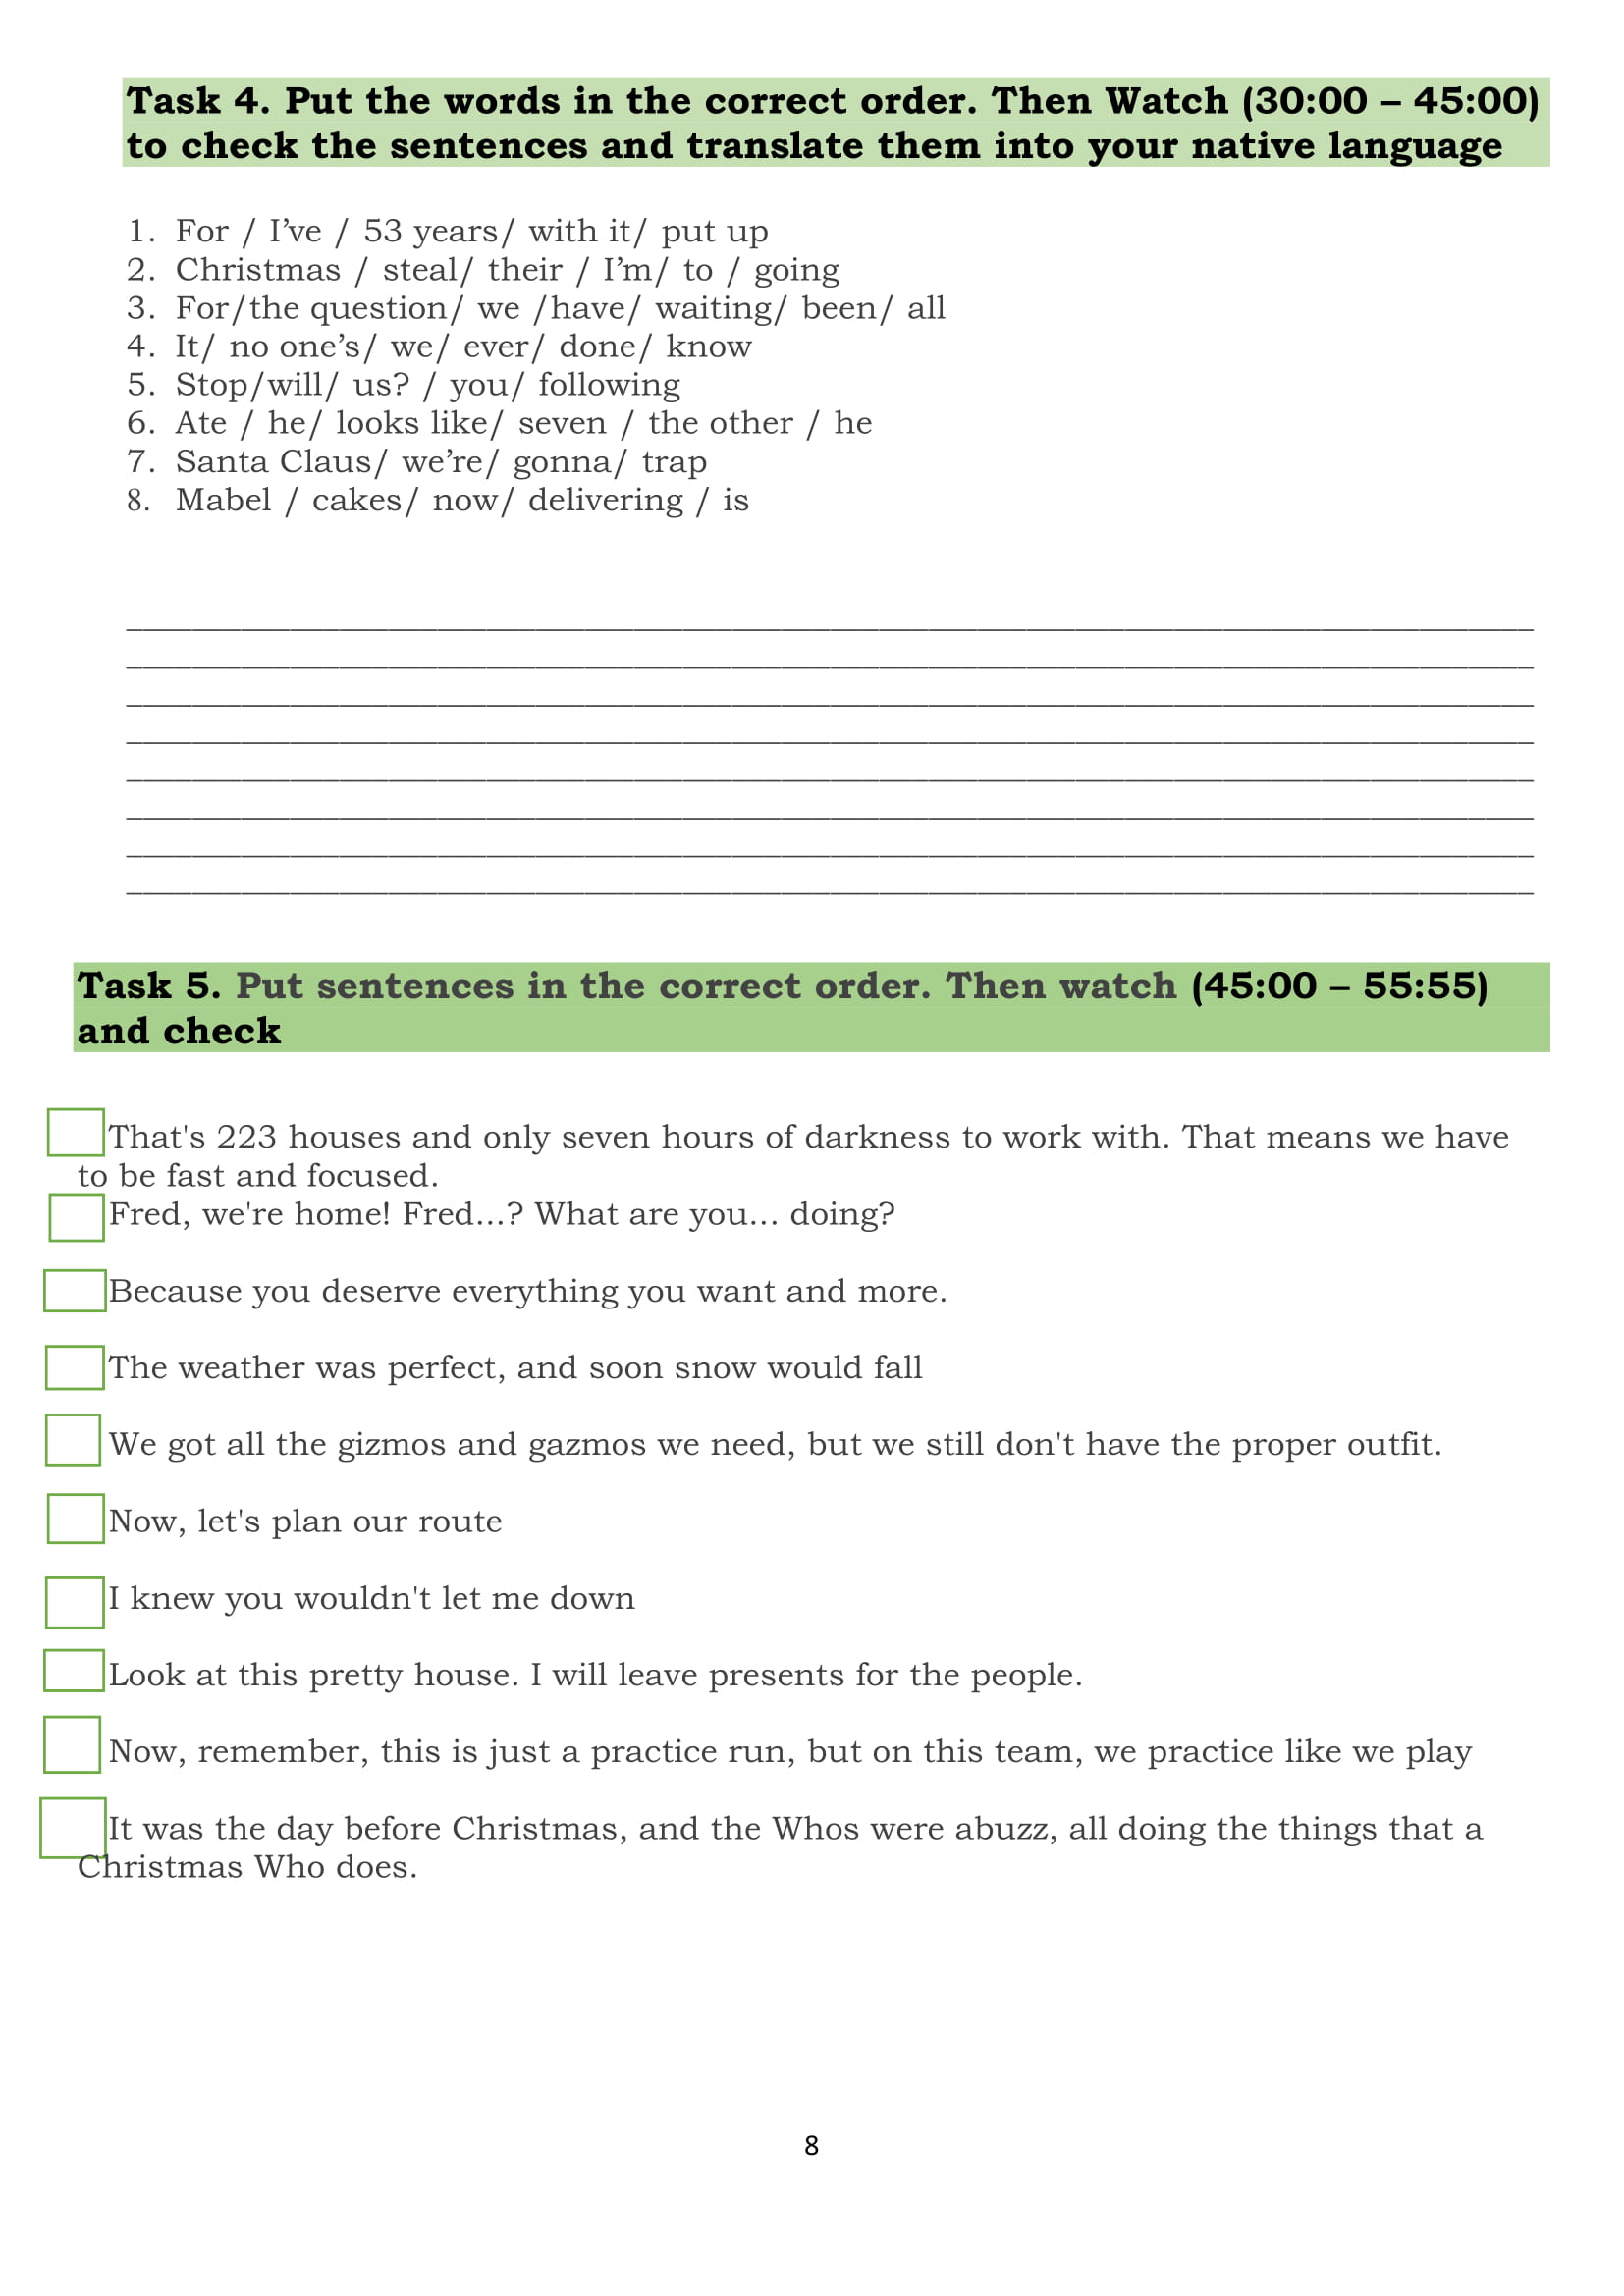 Task 4. Put the words in the correct order. Then Watch (30:00 – 45:00)
to check the sentences and translate them into your native language
1. For / I’ve / 53 years/ with it/ put up
2. Christmas / steal/ their / I’m/ to / going
3. For/the question/ we /have/ waiting/ been/ all
4. It/ no one’s/ we/ ever/ done/ know
5. Stop/will/ us? / you/ following
6. Ate / he/ looks like/ seven / the other / he
7. Santa Claus/ we’re/ gonna/ trap
8. Mabel / cakes/ now/ delivering / is
Task 5. Put sentences in the correct order. Then watch (45:00 – 55:55)
and check
That's 223 houses and only seven hours of darkness to work with. That means we have
to be fast and focused.
Fred, we're home! Fred...? What are you... doing?
Because you deserve everything you want and more.
The weather was perfect, and soon snow would fall
We got all the gizmos and gazmos we need, but we still don't have the proper outfit.
Now, let's plan our route
I knew you wouldn't let me down
Look at this pretty house. I will leave presents for the people.
Now, remember, this is just a practice run, but on this team, we practice like we play
It was the day before Christmas, and the Whos were abuzz, all doing the things that a
Christmas Who does.
8